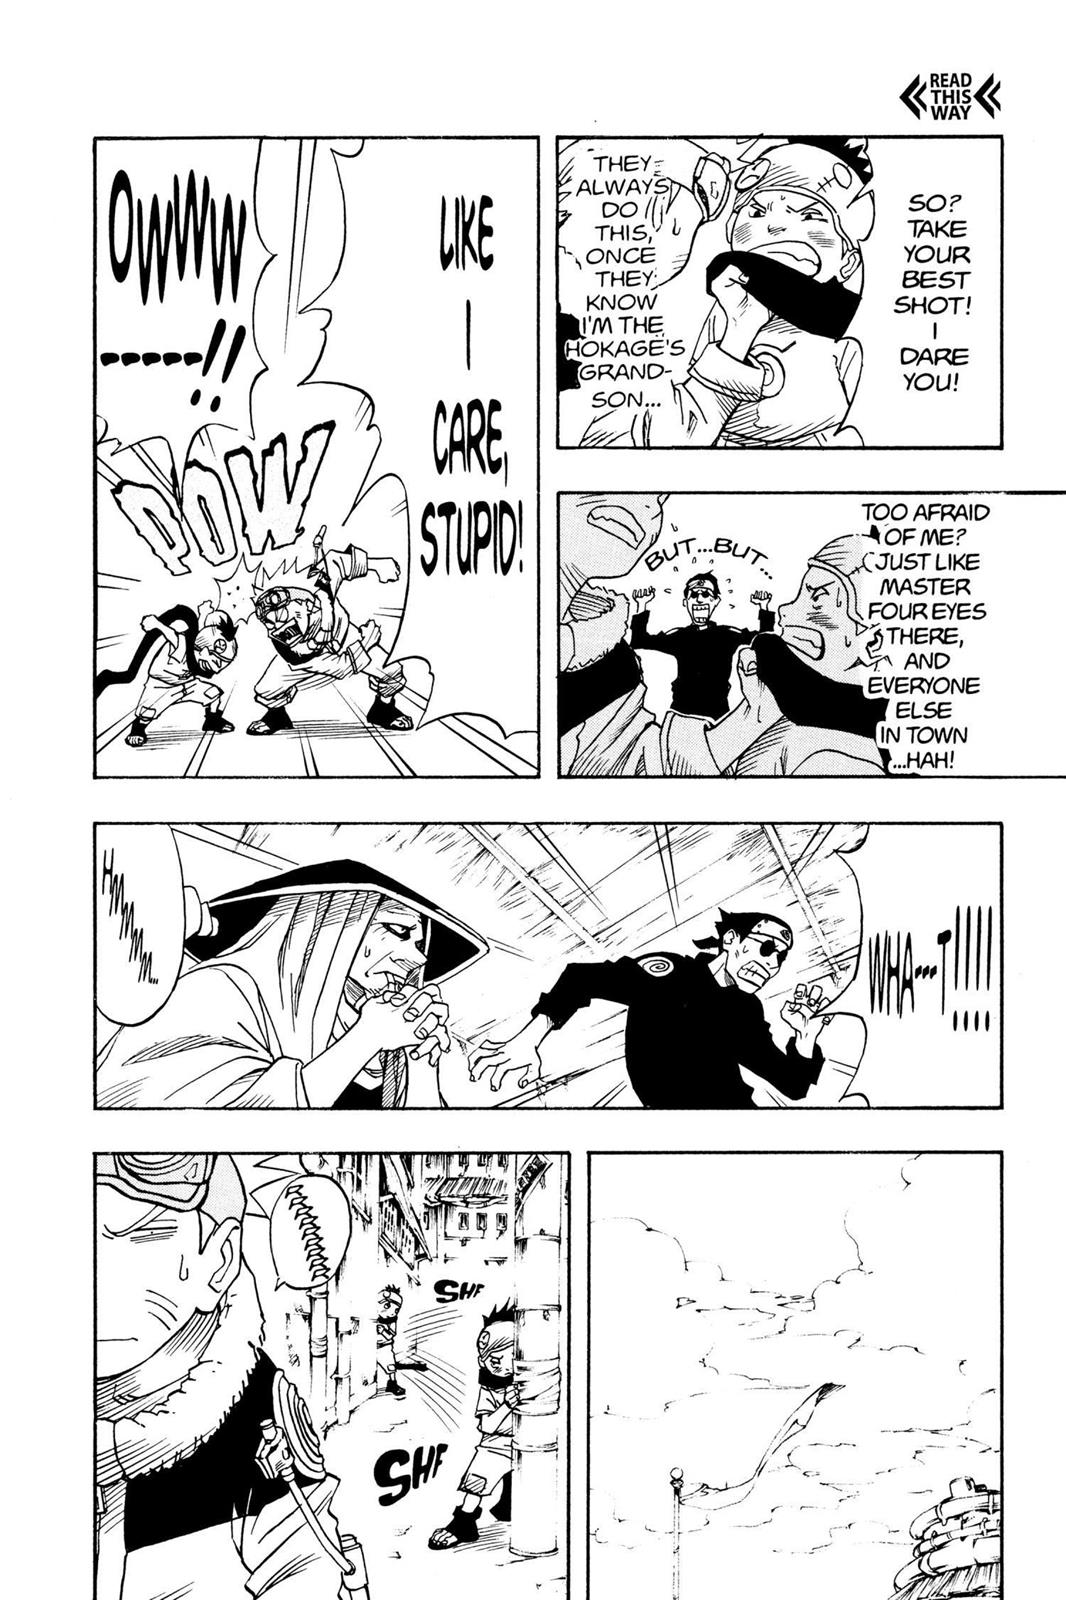 READ
THIS
WAY
SO?
TAKE
YOUR
BEST
SHOT!
I
DARE
YOU!
THEY
ALWAYS
DO
THIS,
ONCE
THEY
KNOW
I'M THE
HOKAGE'S
GRAND-
SON...
TOO AFRAID
OF ME?
JUST LIKE
MASTER
FOUR EYES
THERE,
AND
EVERYONE
ELSE
IN TOWN
...HAH!
BUT...BUT...
LIKE
I
CARE,
STUPID!
OWWW
-----!!
POW
WHA---T!!!!!
HMMM...
SHF
SHF